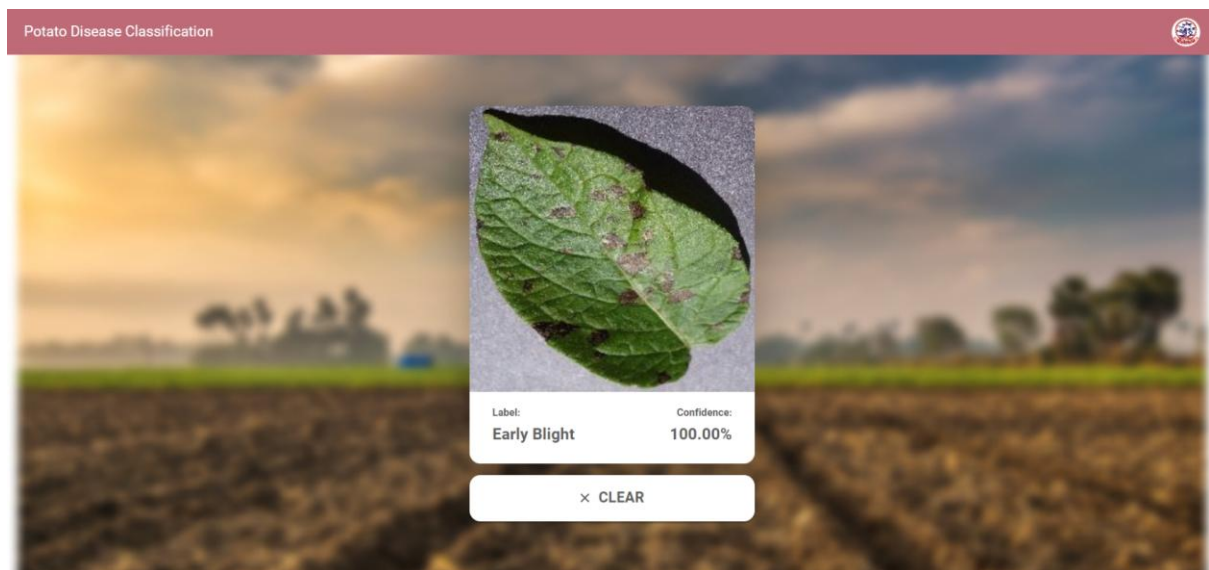 Potato Disease Classification
Label:
Confidence:
Early Blight
100.00%
× CLEAR